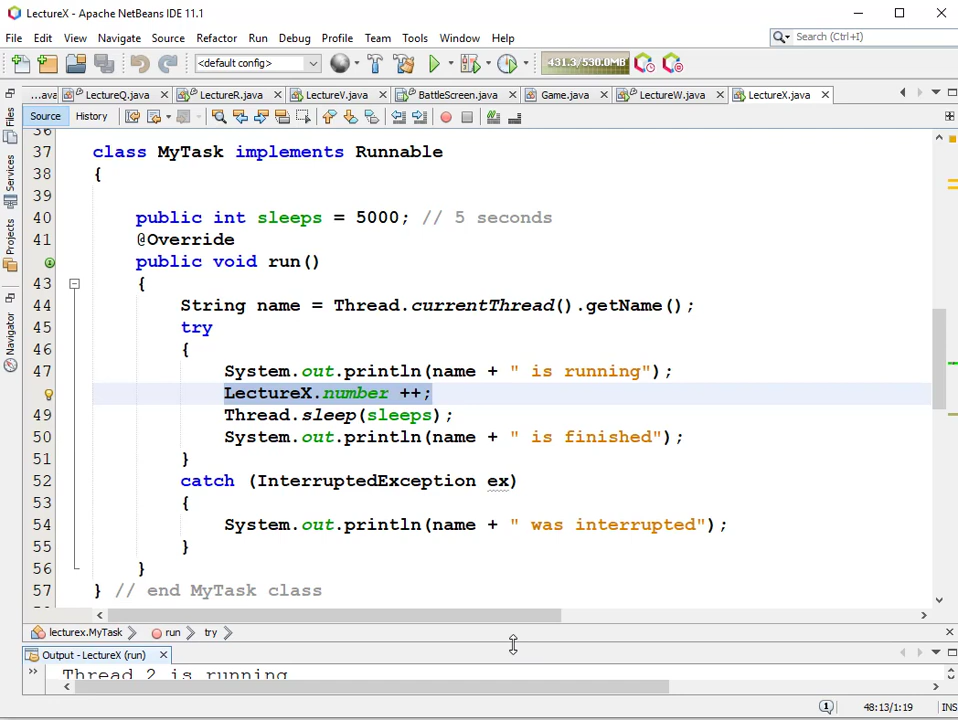 LectureX - Apache NetBeans IDE 11.1
File Edit View Navigate Source Refactor Run Debug Profile Team Tools Window Help
Search (Ctrl+I)
<default config>
431.3/530.0MB
...ava LectureQ.java LectureR.java LectureV.java BattleScreen.java Game.java LectureW.java LectureX.java
Source History
Files
Services
Projects
Navigator
36
37 class MyTask implements Runnable
38 {
39
40 public int sleeps = 5000; // 5 seconds
41 @Override
public void run()
43 {
44 String name = Thread.currentThread().getName();
45 try
46 {
47 System.out.println(name + " is running");
LectureX.number ++;
49 Thread.sleep(sleeps);
50 System.out.println(name + " is finished");
51 }
52 catch (InterruptedException ex)
53 {
54 System.out.println(name + " was interrupted");
55 }
56 }
57 } // end MyTask class
lecturex.MyTask run try
Output - LectureX (run)
Thread 2 is running
48:13/1:19 INS